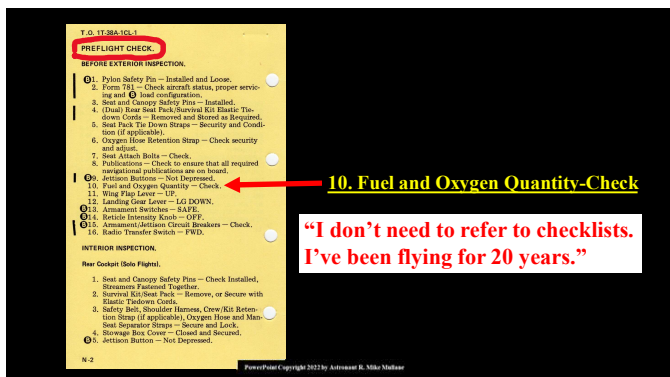 T.O. 1T-38A-1CL-1
PREFLIGHT CHECK.
BEFORE EXTERIOR INSPECTION.
B1. Pylon Safety Pin — Installed and Loose.
2. Form 781 — Check aircraft status, proper servic-
ing and B load configuration.
3. Seat and Canopy Safety Pins — Installed.
4. (Dual) Rear Seat Pack/Survival Kit Elastic Tie-
down Cords — Removed and Stored as Required.
5. Seat Pack Tie Down Straps — Security and Condi-
tion (if applicable).
6. Oxygen Hose Retention Strap — Check security
and adjust.
7. Seat Attach Bolts — Check.
8. Publications — Check to ensure that all required
navigational publications are on board.
B9. Jettison Buttons — Not Depressed.
10. Fuel and Oxygen Quantity — Check.
11. Wing Flap Lever — UP.
12. Landing Gear Lever — LG DOWN.
B13. Armament Switches — SAFE.
B14. Reticle Intensity Knob — OFF.
B15. Armament/Jettison Circuit Breakers — Check.
16. Radio Transfer Switch — FWD.
INTERIOR INSPECTION.
Rear Cockpit (Solo Flights).
1. Seat and Canopy Safety Pins — Check Installed,
Streamers Fastened Together.
2. Survival Kit/Seat Pack — Remove, or Secure with
Elastic Tiedown Cords.
3. Safety Belt, Shoulder Harness, Crew/Kit Reten-
tion Strap (if applicable), Oxygen Hose and Man-
Seat Separator Straps — Secure and Lock.
4. Stowage Box Cover — Closed and Secured.
B5. Jettison Button — Not Depressed.
N-2
10. Fuel and Oxygen Quantity-Check
“I don’t need to refer to checklists.
I’ve been flying for 20 years.”
PowerPoint Copyright 2022 by Astronaut R. Mike Mullane